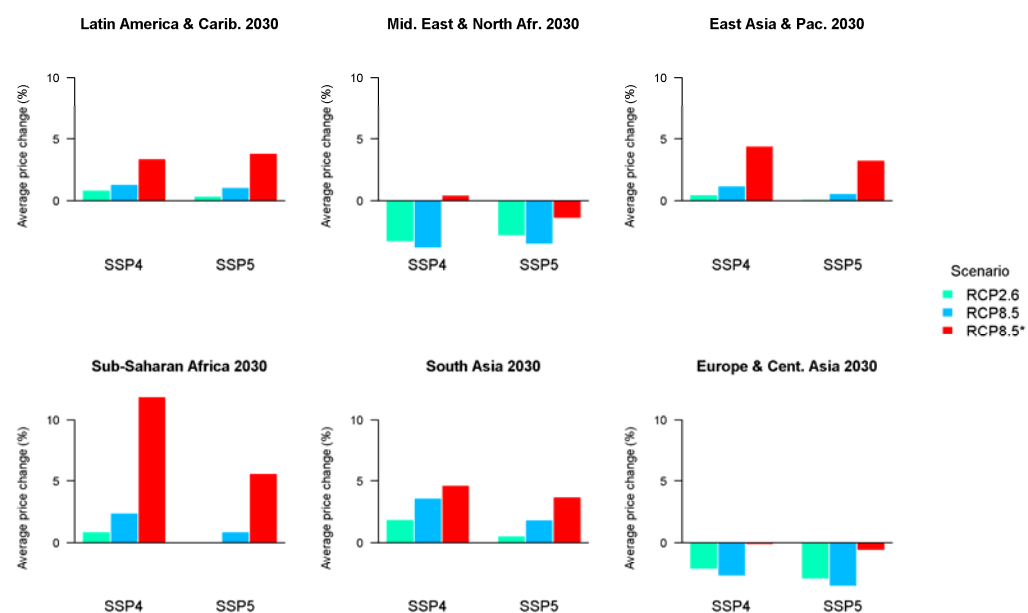 Latin America & Carib. 2030
Mid. East & North Afr. 2030
East Asia & Pac. 2030
Average price change (%)
10
5
0
SSP4
SSP5
Average price change (%)
10
5
0
SSP4
SSP5
Average price change (%)
10
5
0
SSP4
SSP5
Scenario
RCP2.6
RCP8.5
RCP8.5*
Sub-Saharan Africa 2030
South Asia 2030
Europe & Cent. Asia 2030
Average price change (%)
10
5
0
SSP4
SSP5
Average price change (%)
10
5
0
SSP4
SSP5
Average price change (%)
10
5
0
SSP4
SSP5